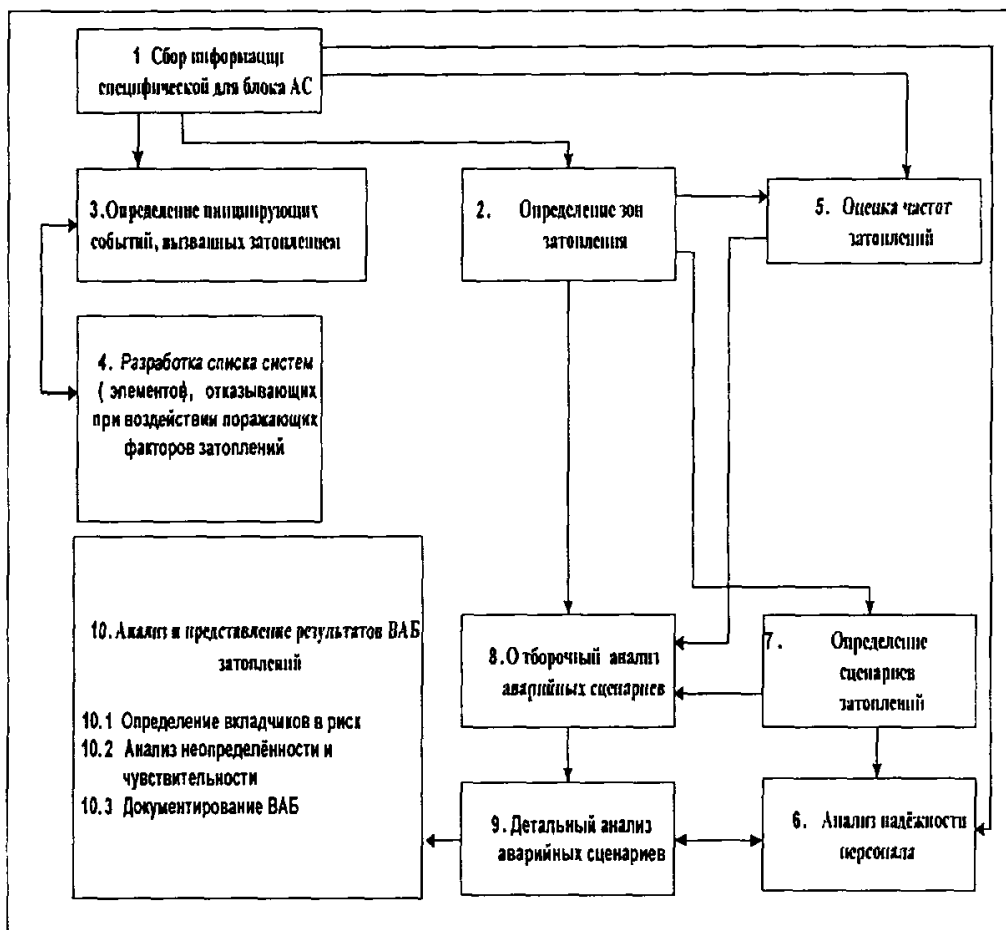 1 Сбор информации
специфической для блока АС
3.Определение инициирующих
событий, вызванных затоплением
2. Определение зон
затопления
5. Оценка частот
затоплений
4. Разработка списка систем
( элементов), отказывающих
при воздействии поражающих
факторов затоплений
10.Анализ и представление результатов ВАБ
затоплений
10.1 Определение вкладчиков в риск
10.2 Анализ неопределённости и
чувствительности
10.3 Документирование ВАБ
8.О тборочный анализ
аварийных сценариев
7. Определение
сценариев
затоплений
9. Детальный анализ
аварийных сценариев
6. Анализ надёжности
персонала